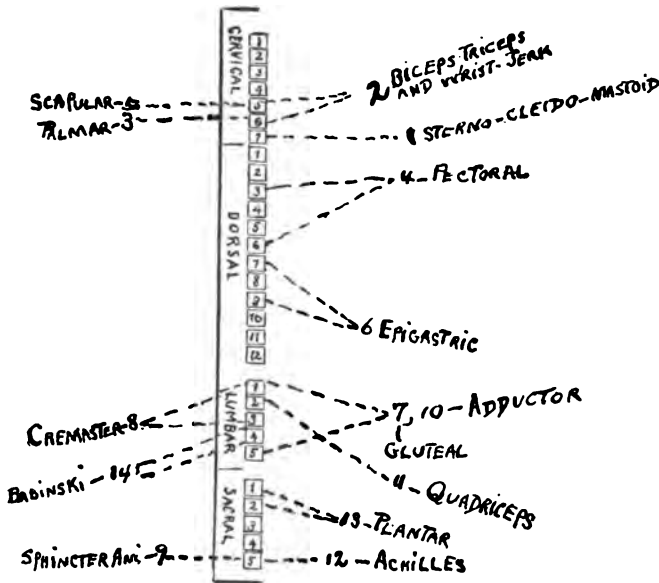 CERVICAL
1
2
3
4
5
6
7
DORSAL
1
2
3
4
5
6
7
8
9
10
11
12
LUMBAR
1
2
3
4
5
SACRAL
1
2
3
4
5
SCAPULAR-5
PALMAR-3
CREMASTER-8
BABINSKI-14
SPHINCTER ANI-9
2 BICEPS-TRICEPS
AND WRIST-JERK
1 STERNO-CLEIDO-MASTOID
4-PECTORAL
6 EPIGASTRIC
7, 10-ADDUCTOR
GLUTEAL
11-QUADRICEPS
13-PLANTAR
12-ACHILLES